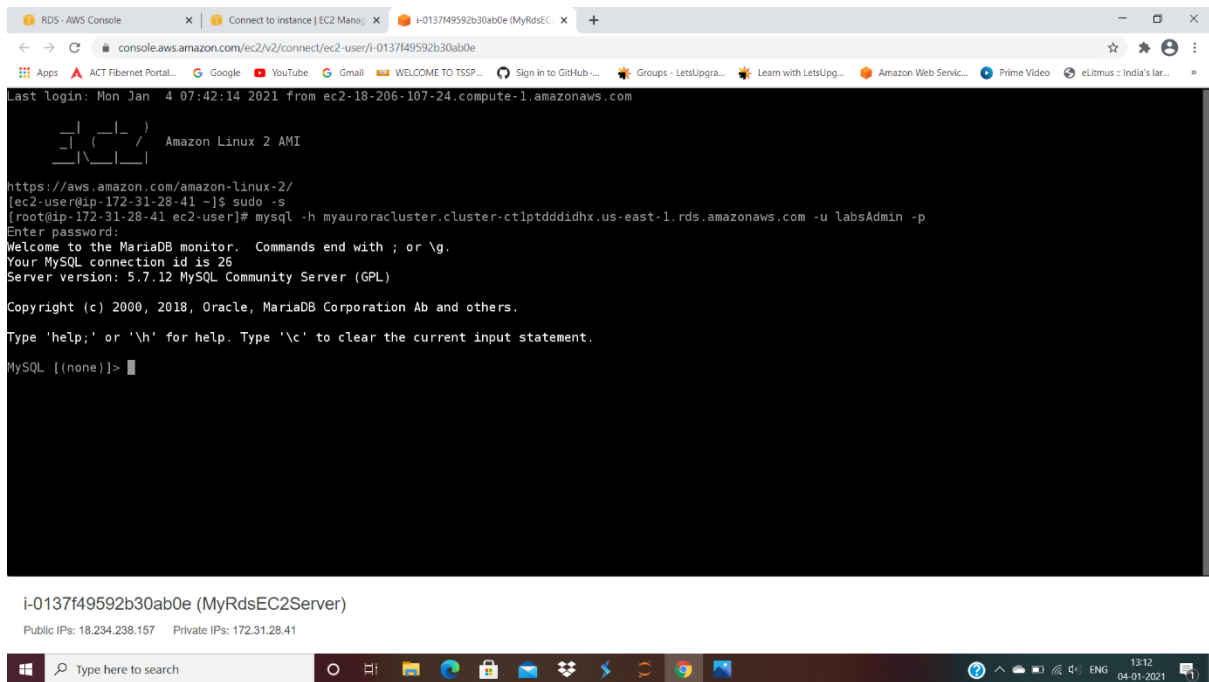 RDS · AWS Console
Connect to instance | EC2 Manag
i-0137f49592b30ab0e (MyRdsEC
console.aws.amazon.com/ec2/v2/connect/ec2-user/i-0137f49592b30ab0e
Apps ACT Fibernet Portal... Google YouTube Gmail WELCOME TO TSSP... Sign in to GitHub ·... Groups - LetsUpgra... Learn with LetsUpg... Amazon Web Servic... Prime Video eLitmus :: India's lar... »
Last login: Mon Jan  4 07:42:14 2021 from ec2-18-206-107-24.compute-1.amazonaws.com
__|  __|_  )
_|  (     /   Amazon Linux 2 AMI
___|\___|___|
https://aws.amazon.com/amazon-linux-2/
[ec2-user@ip-172-31-28-41 ~]$ sudo -s
[root@ip-172-31-28-41 ec2-user]# mysql -h myauroracluster.cluster-ct1ptdddidhx.us-east-1.rds.amazonaws.com -u labsAdmin -p
Enter password:
Welcome to the MariaDB monitor.  Commands end with ; or \g.
Your MySQL connection id is 26
Server version: 5.7.12 MySQL Community Server (GPL)
Copyright (c) 2000, 2018, Oracle, MariaDB Corporation Ab and others.
Type 'help;' or '\h' for help. Type '\c' to clear the current input statement.
MySQL [(none)]>
i-0137f49592b30ab0e (MyRdsEC2Server)
Public IPs: 18.234.238.157 Private IPs: 172.31.28.41
Type here to search
ENG
13:12
04-01-2021
1